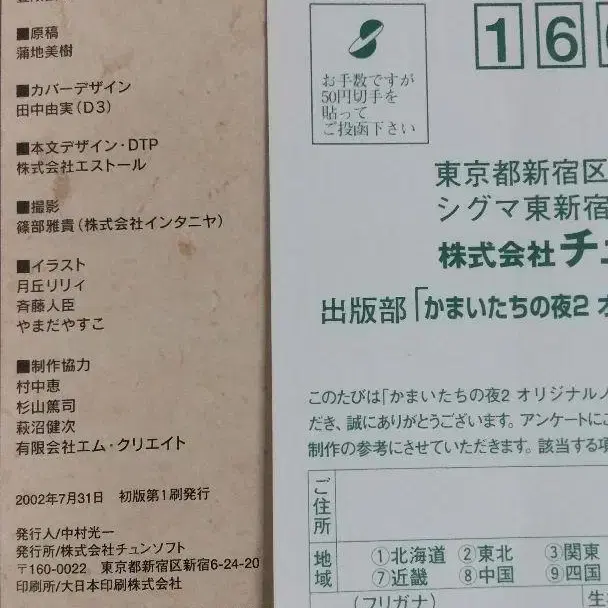 ■原稿
蒲地美樹
■カバーデザイン
田中由実（D3）
■本文デザイン・DTP
株式会社エストール
■撮影
篠部雅貴（株式会社インタニヤ）
■イラスト
月丘リリィ
斉藤人臣
やまだやすこ
■制作協力
村中恵
杉山篤司
萩沼健次
有限会社エム・クリエイト
2002年7月31日　初版第1刷発行
発行人/中村光一
発行所/株式会社チュンソフト
〒160-0022　東京都新宿区新宿6-24-20
印刷所/大日本印刷株式会社
お手数ですが
50円切手を
貼って
ご投函下さい
1 6
東京都新宿区
シグマ東新宿
株式会社チュ
出版部「かまいたちの夜2 オ
このたびは「かまいたちの夜2 オリジナルノ
だき、誠にありがとうございます。アンケートにご
制作の参考にさせていただきます。該当する項
ご住所
地域
①北海道 ②東北 ③関東
⑦近畿 ⑧中国 ⑨四国
（フリガナ） 生